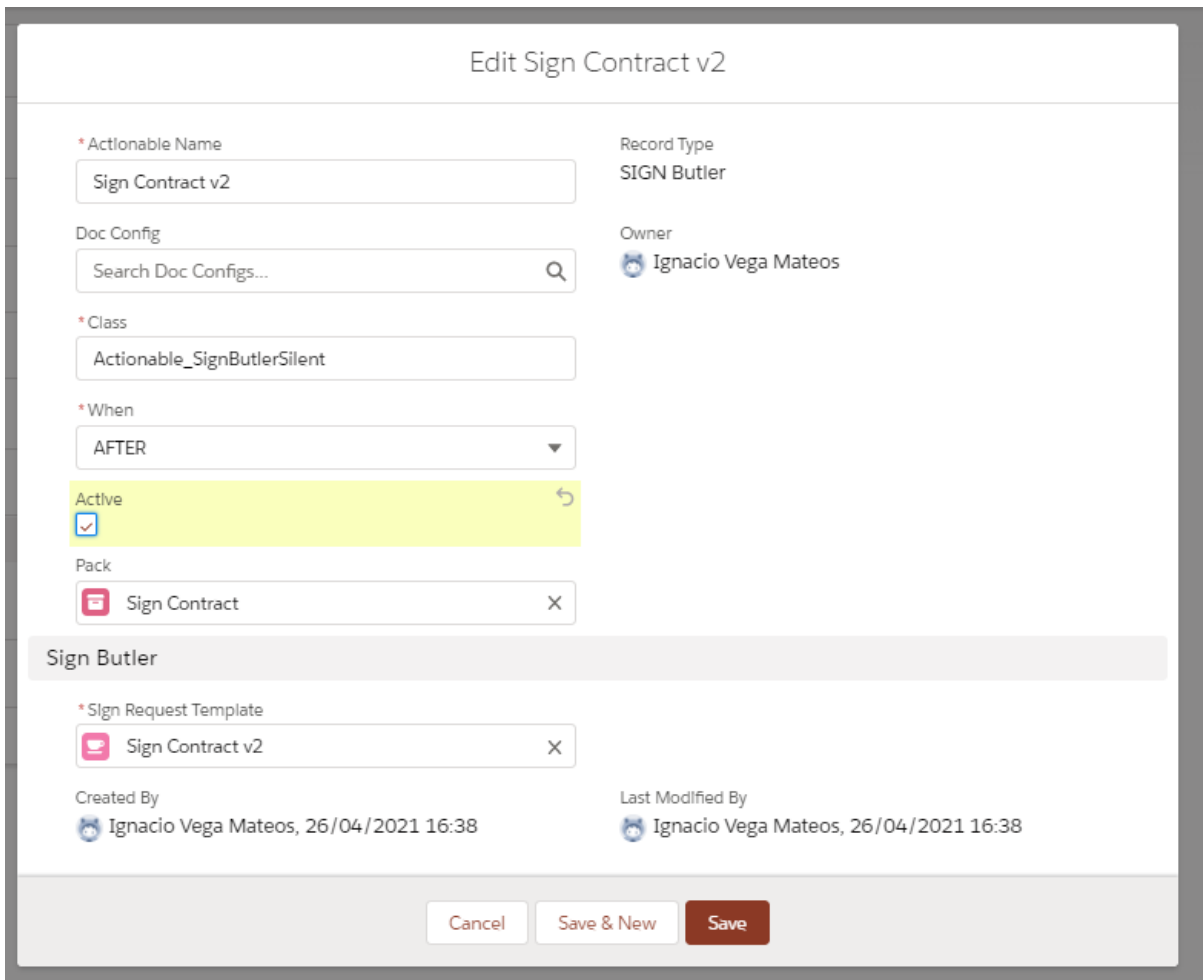 Edit Sign Contract v2
* Actionable Name
Record Type
Sign Contract v2
SIGN Butler
Doc Config
Owner
Search Doc Configs...
Ignacio Vega Mateos
* Class
Actionable_SignButlerSilent
* When
AFTER
Active
Pack
Sign Contract
Sign Butler
* Sign Request Template
Sign Contract v2
Created By
Last Modified By
Ignacio Vega Mateos, 26/04/2021 16:38
Ignacio Vega Mateos, 26/04/2021 16:38
Cancel
Save & New
Save